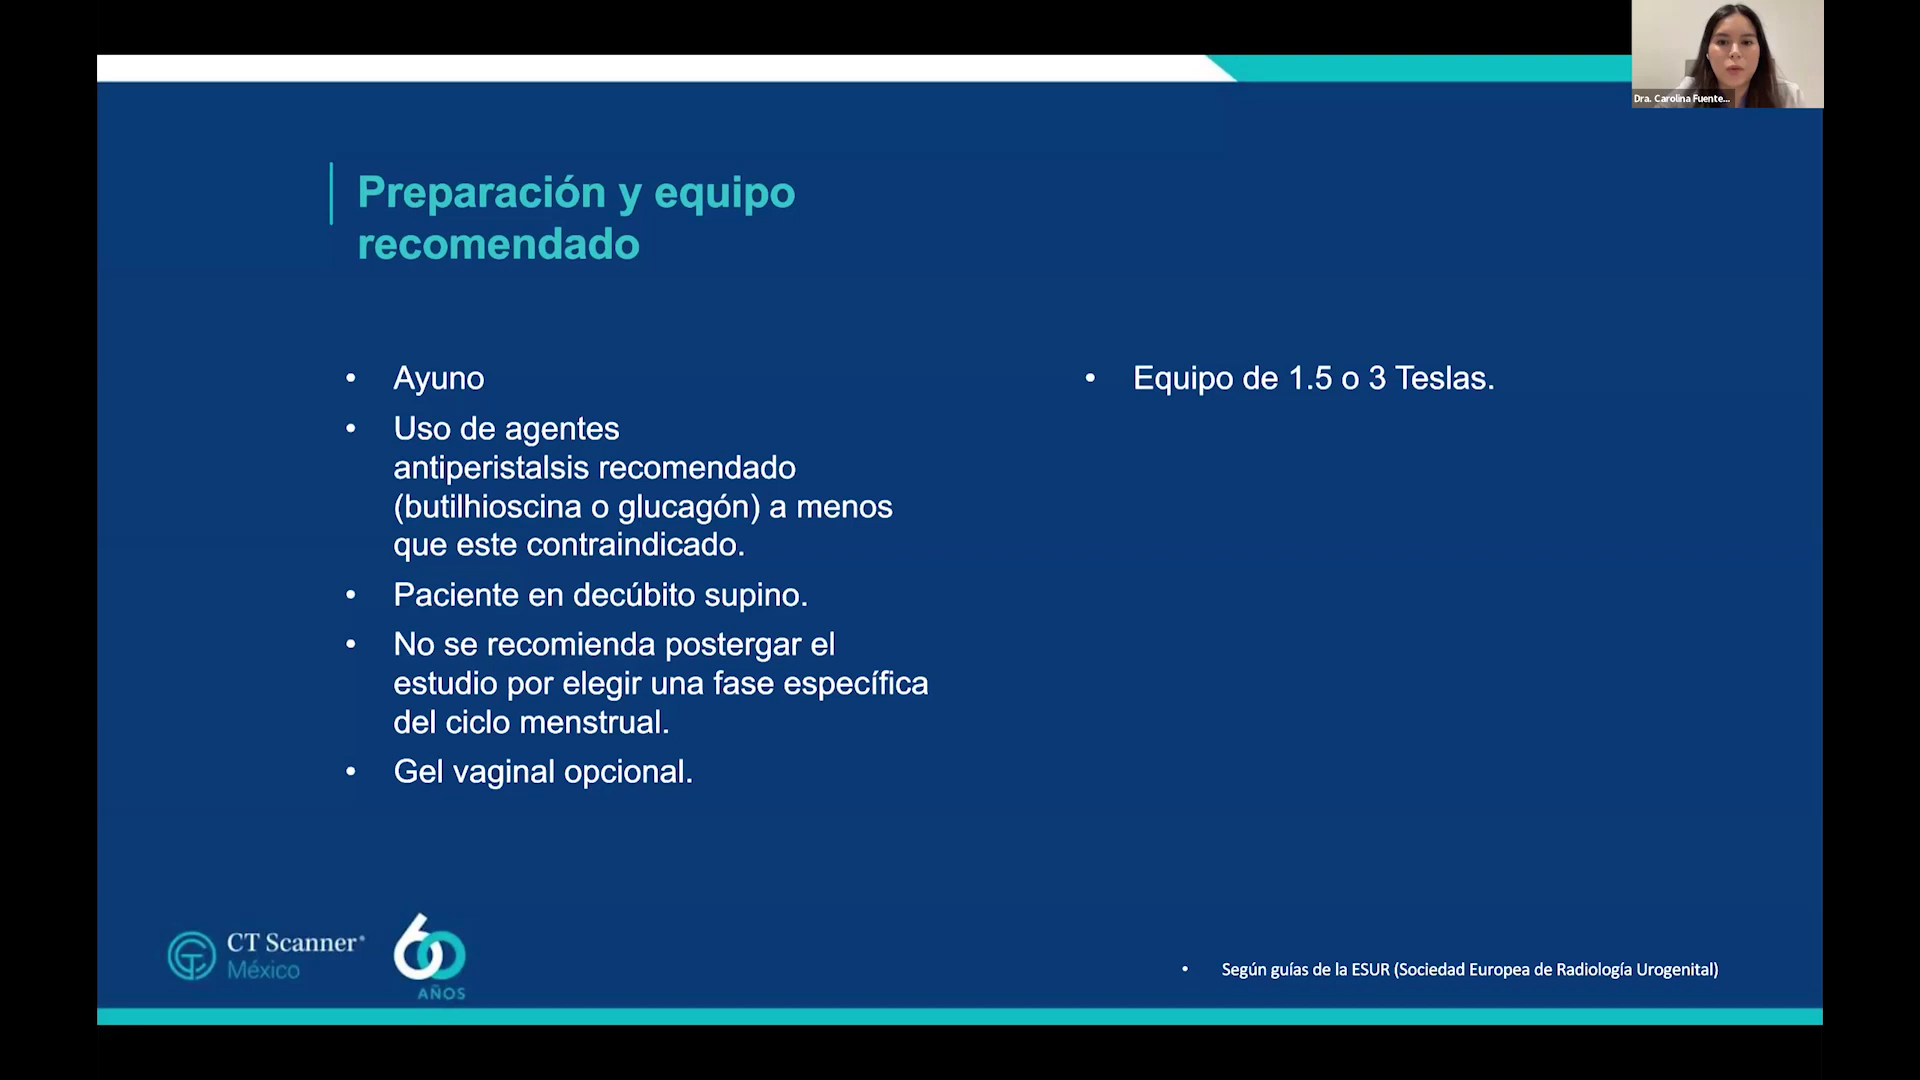 Dra. Carolina Fuente...
Preparación y equipo
recomendado
• Ayuno
• Uso de agentes
antiperistalsis recomendado
(butilhioscina o glucagón) a menos
que este contraindicado.
• Paciente en decúbito supino.
• No se recomienda postergar el
estudio por elegir una fase específica
del ciclo menstrual.
• Gel vaginal opcional.
• Equipo de 1.5 o 3 Teslas.
CT Scanner®
México
60
AÑOS
• Según guías de la ESUR (Sociedad Europea de Radiología Urogenital)